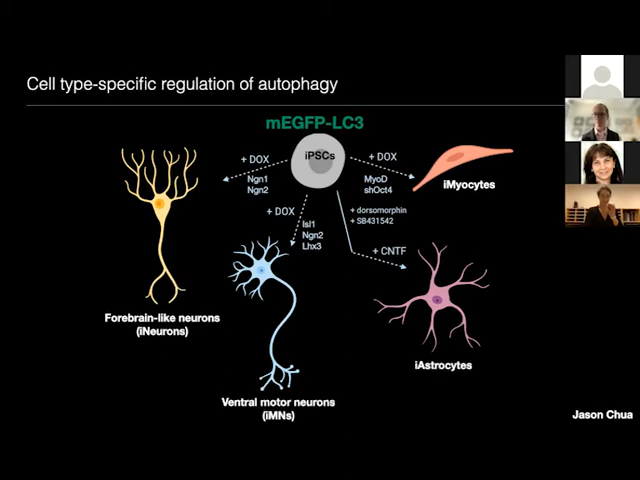 Cell type-specific regulation of autophagy
mEGFP-LC3
iPSCs
+ DOX
Ngn1
Ngn2
+ DOX
MyoD
shOct4
iMyocytes
+ DOX
Isl1
Ngn2
Lhx3
+ dorsomorphin
+ SB431542
+ CNTF
Forebrain-like neurons
(iNeurons)
iAstrocytes
Ventral motor neurons
(iMNs)
Jason Chua